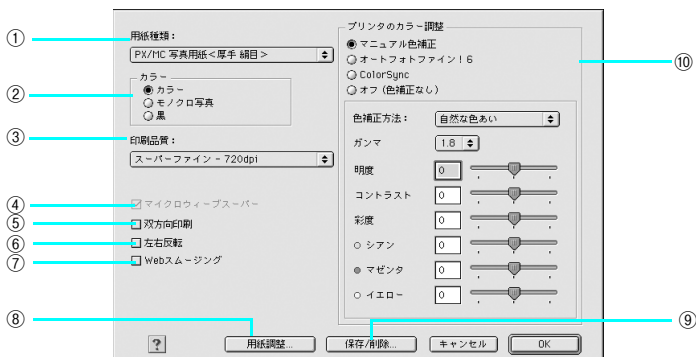 ① 用紙種類：
PX/MC 写真用紙＜厚手 絹目＞
② カラー
カラー
モノクロ写真
黒
③ 印刷品質：
スーパーファイン - 720dpi
④ マイクロウィーブスーパー
⑤ 双方向印刷
⑥ 左右反転
⑦ Webスムージング
⑧ 用紙調整...
⑨ 保存/削除...
キャンセル
OK
?
⑩ プリンタのカラー調整
マニュアル色補正
オートフォトファイン！6
ColorSync
オフ（色補正なし）
色補正方法： 自然な色あい
ガンマ 1.8
明度 0
コントラスト 0
彩度 0
シアン 0
マゼンタ 0
イエロー 0